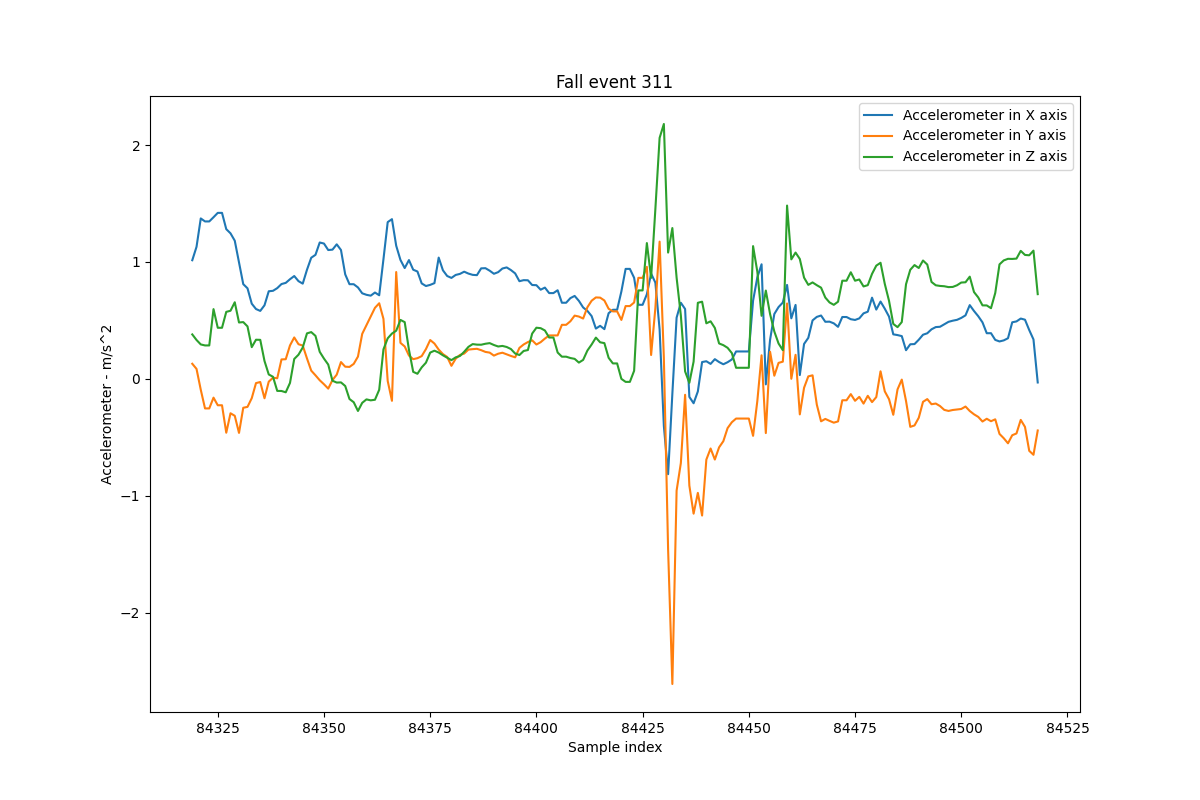 Fall event 311
Accelerometer in X axis
Accelerometer in Y axis
Accelerometer in Z axis
Accelerometer - m/s^2
2
1
0
−1
−2
84325 84350 84375 84400 84425 84450 84475 84500 84525
Sample index